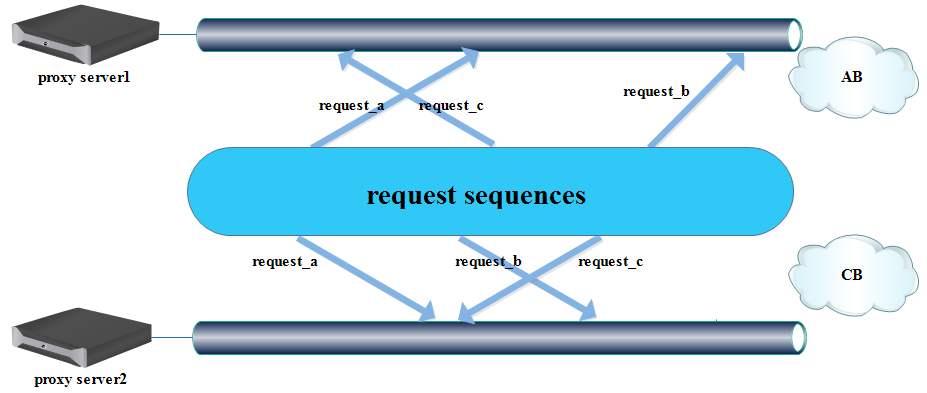 proxy server1
AB
request_a
request_c
request_b
request sequences
request_a
request_b
request_c
CB
proxy server2